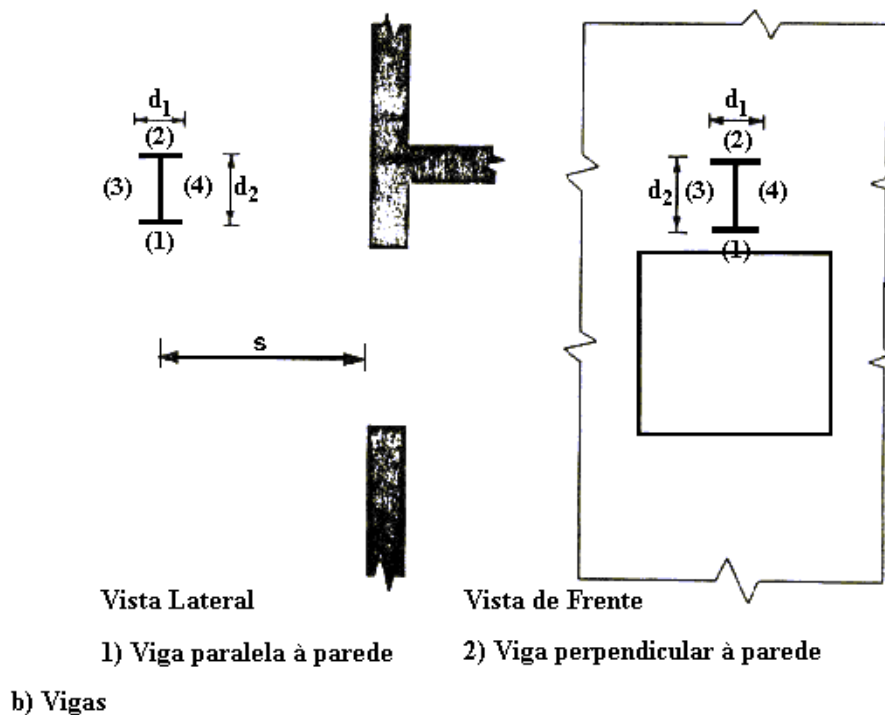 d1
(2)
(3) (4) d2
(1)
s
d1
(2)
d2 (3) (4)
(1)
Vista Lateral
1) Viga paralela à parede
Vista de Frente
2) Viga perpendicular à parede
b) Vigas